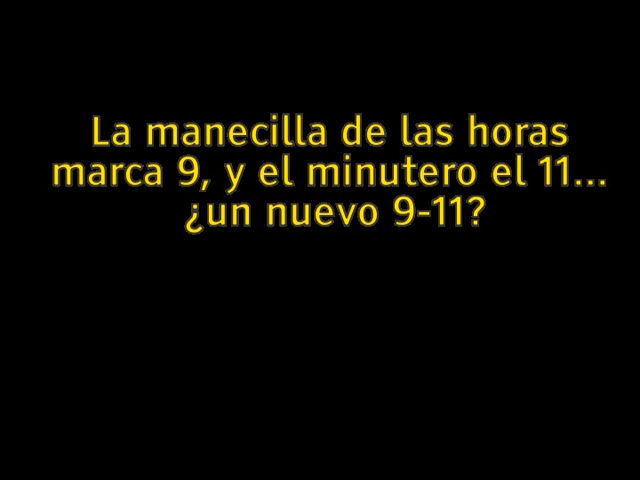 La manecilla de las horas
marca 9, y el minutero el 11...
¿un nuevo 9-11?